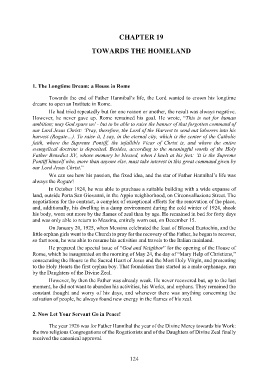 CHAPTER 19
TOWARDS THE HOMELAND
1. The Longtime Dream: a House in Rome
Towards the end of Father Hannibal's life, the Lord wanted to crown his longtime
dream: to open an Institute in Rome.
He had tried repeatedly but for one reason or another, the result was always negative.
However, he never gave up. Rome remained his goal. He wrote, "This is not for human
ambition; may God spare us! - but to be able to raise the banner of that forgotten command of
our Lord Jesus Christ: 'Pray, therefore, the Lord of the Harvest to send out laborers into his
harvest (Rogate...). To raise it, I say, in the eternal city, which is the center of the Catholic
faith, where the Supreme Pontiff, the infallible Vicar of Christ is, and where the entire
evangelical doctrine is deposited. Besides, according to the meaningful words of the Holy
Father Benedict XV, whose memory be blessed, when I knelt at his feet: 'It is the Supreme
Pontiff himself who, more than anyone else, must take interest in this great command given by
our Lord Jesus Christ."
We can see how his passion, the fixed idea, and the star of Father Hannibal's life was
always the Rogate!
In October 1924, he was able to purchase a suitable building with a wide expanse of
land, outside Porta San Giovanni, in the Appio neighborhood, on Circonvallazione Street. The
negotiations for the contract, a complex of exceptional efforts for the renovation of the place,
and, additionally, his dwelling in a damp environment during the cold winter of 1924, shook
his body, worn out more by the flames of zeal than by age. He remained in bed for forty days
and was only able to return to Messina, entirely worn out, on December 15.
On January 20, 1925, when Messina celebrated the feast of Blessed Eustochia, and the
little orphan girls went to the Church to pray for the recovery of the Father, he began to recover,
so that soon, he was able to resume his activities and travels to the Italian mainland.
He prepared the special issue of "God and Neighbor" for the opening of the House of
Rome, which he inaugurated on the morning of May 24, the day of "Mary Help of Christians,"
consecrating the House to the Sacred Heart of Jesus and the Most Holy Virgin, and presenting
to the Holy Hearts the first orphan boy. That foundation thus started as a male orphanage, run
by the Daughters of the Divine Zeal.
However, by then the Father was already weak. He never recovered but, up to the last
moment, he did not want to abandon his activities, his Works, and orphans. They remained the
constant thought and worry of his days, and whenever there was anything concerning the
salvation of people, he always found new energy in the flames of his zeal.
2. Now Let Your Servant Go in Peace!
The year 1926 was for Father Hannibal the year of the Divine Mercy towards his Work:
the two religious Congregations of the Rogationists and of the Daughters of Divine Zeal finally
received the canonical approval.
124